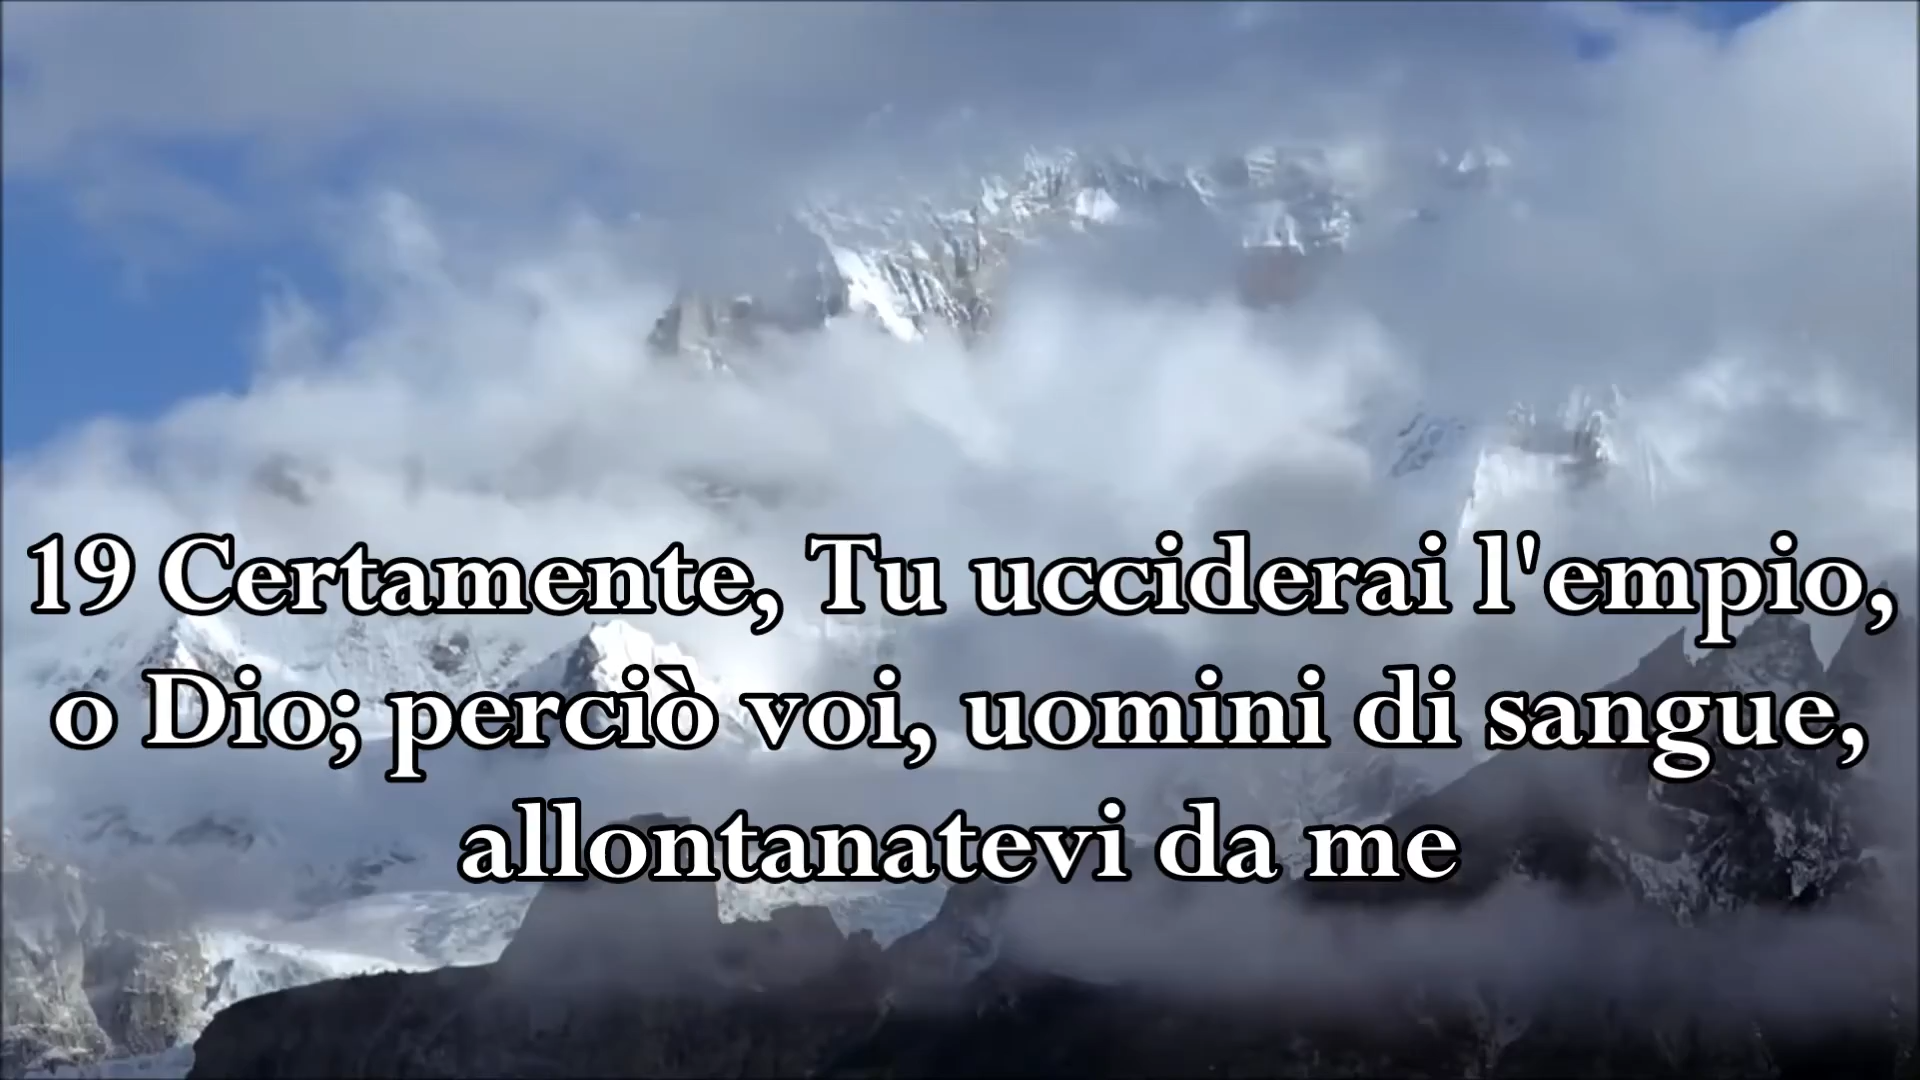 19 Certamente, Tu ucciderai l'empio,
o Dio; perciò voi, uomini di sangue,
allontanatevi da me